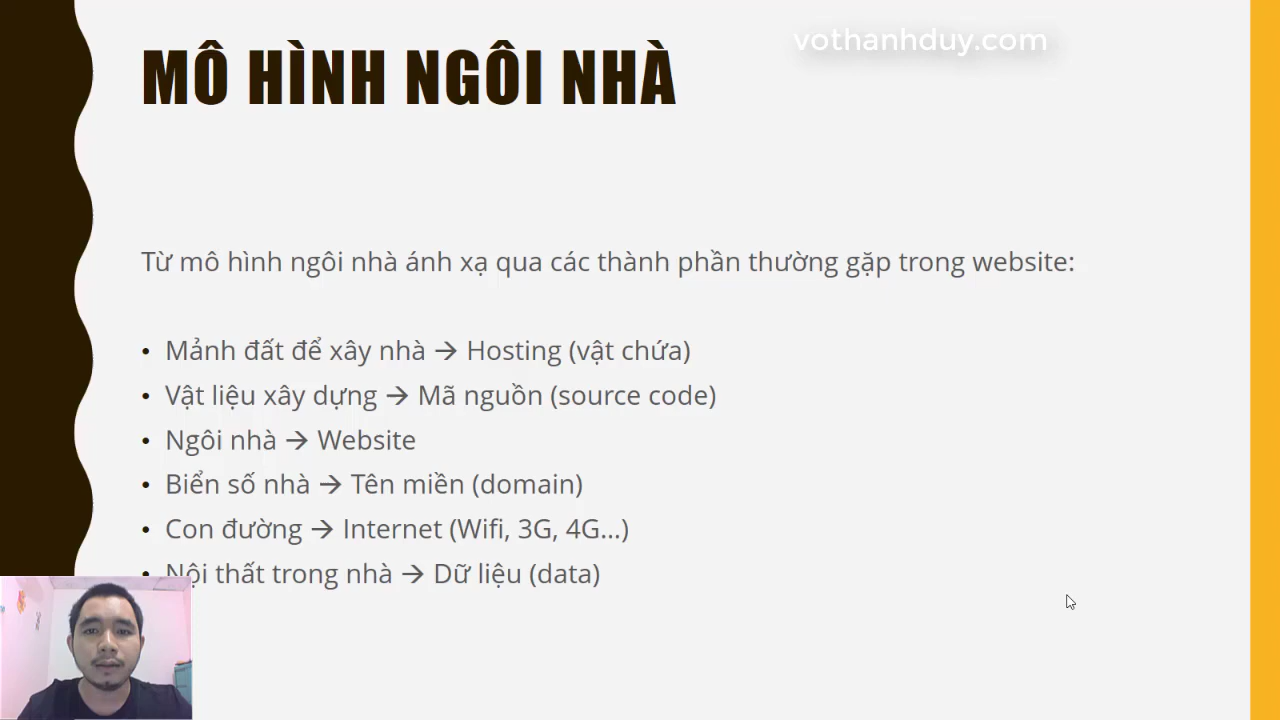 vothanhduy.com
MÔ HÌNH NGÔI NHÀ
Từ mô hình ngôi nhà ánh xạ qua các thành phần thường gặp trong website:
• Mảnh đất để xây nhà → Hosting (vật chứa)
• Vật liệu xây dựng → Mã nguồn (source code)
• Ngôi nhà → Website
• Biển số nhà → Tên miền (domain)
• Con đường → Internet (Wifi, 3G, 4G...)
• Nội thất trong nhà → Dữ liệu (data)